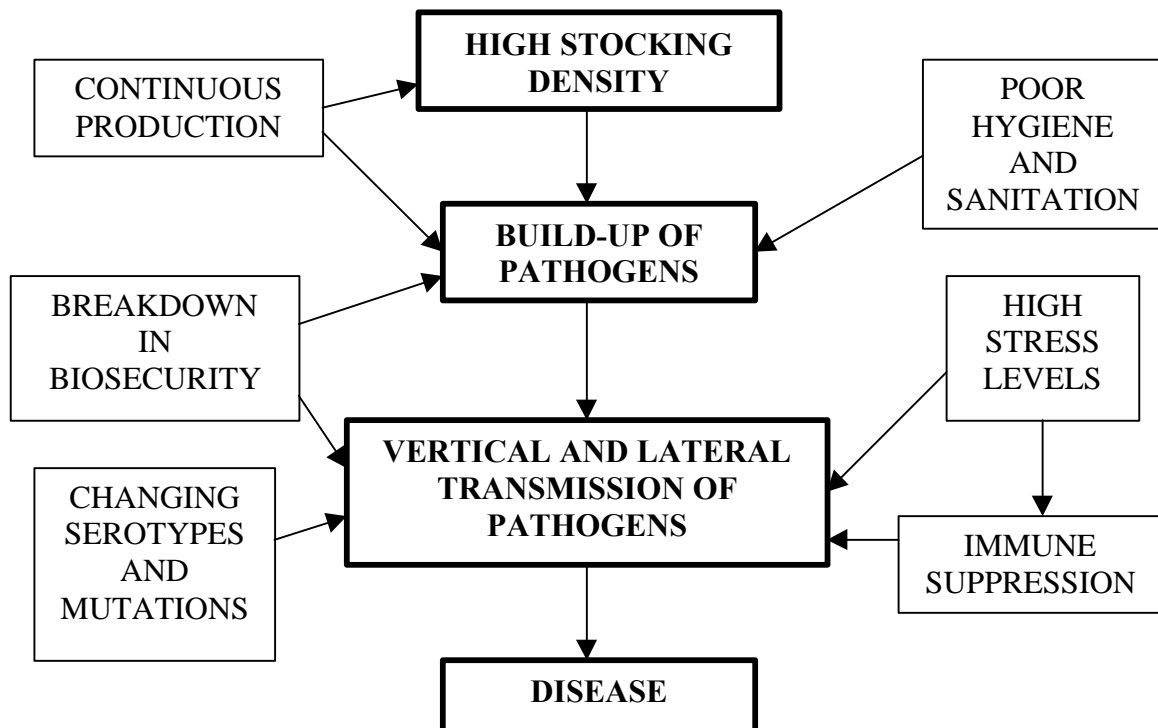 HIGH STOCKING
DENSITY
CONTINUOUS
PRODUCTION
POOR
HYGIENE
AND
SANITATION
BUILD-UP OF
PATHOGENS
BREAKDOWN
IN
BIOSECURITY
HIGH
STRESS
LEVELS
VERTICAL AND LATERAL
TRANSMISSION OF
PATHOGENS
CHANGING
SEROTYPES
AND
MUTATIONS
IMMUNE
SUPPRESSION
DISEASE